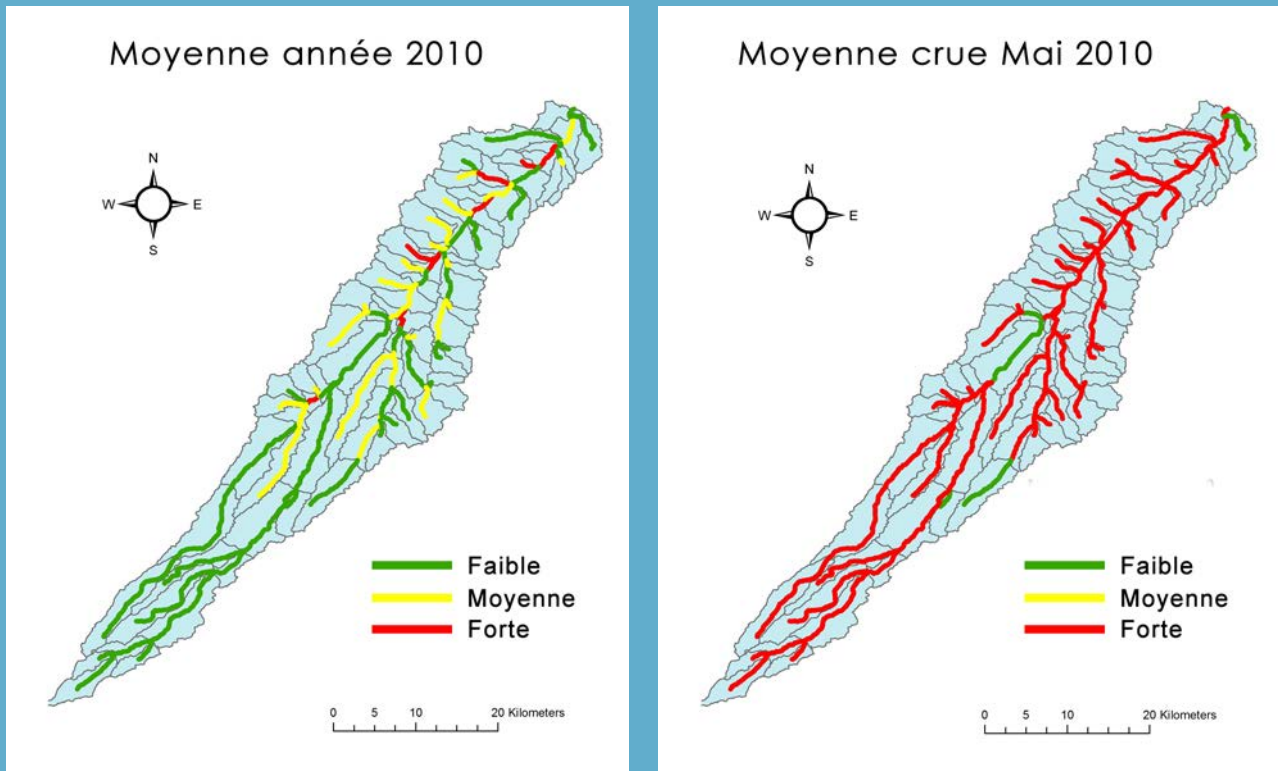 Moyenne année 2010
N
W E
S
Faible
Moyenne
Forte
0 5 10 20 Kilometers
Moyenne crue Mai 2010
N
W E
S
Faible
Moyenne
Forte
0 5 10 20 Kilometers